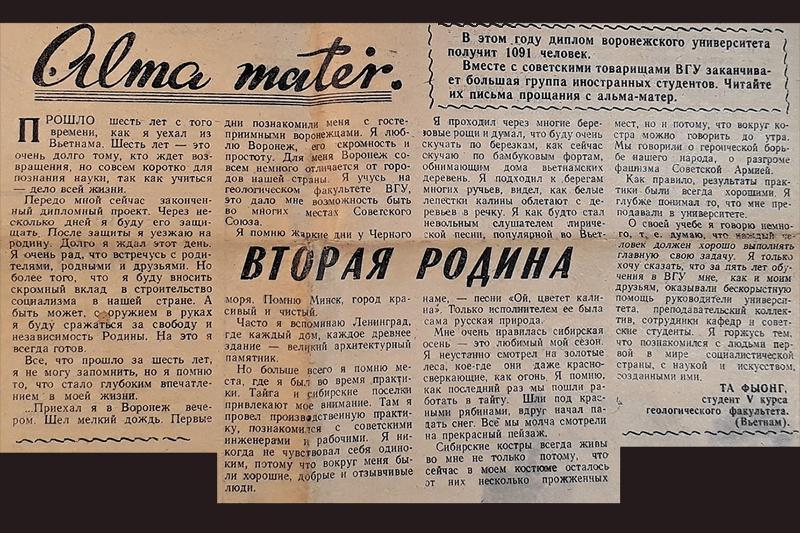 Alma mater.
В этом году диплом воронежского университета
получит 1091 человек.
Вместе с советскими товарищами ВГУ заканчива-
ет большая группа иностранных студентов. Читайте
их письма прощания с альма-матер.
ВТОРАЯ РОДИНА
ПРОШЛО шесть лет с того
времени, как я уехал из
Вьетнама. Шесть лет — это
очень долго тому, кто ждет воз-
вращения, но совсем коротко для
познания науки, так как учиться
— дело всей жизни.
Передо мной сейчас закончен-
ный дипломный проект. Через не-
сколько дней я буду его защи-
щать. После защиты я уезжаю на
родину. Долго я ждал этот день.
Я очень рад, что встречусь с роди-
телями, родными и друзьями. Но
более того, что я буду вносить
скромный вклад в строительство
социализма в нашей стране. А
быть может, с оружием в руках
я буду сражаться за свободу и
независимость Родины. На это я
всегда готов.
Все, что прошло за шесть лет,
я не могу запомнить, но я помню
то, что стало глубоким впечатле-
нием в моей жизни.
...Приехал я в Воронеж вече-
ром. Шел мелкий дождь. Первые
дни познакомили меня с госте-
приимными воронежцами. Я люб-
лю Воронеж, его скромность и
простоту. Для меня Воронеж со-
всем немного отличается от горо-
дов нашей страны. Я учусь на
геологическом факультете ВГУ,
это дало мне возможность быть
во многих местах Советского
Союза.
Я помню жаркие дни у Черного
моря. Помню Минск, город кра-
сивый и чистый.
Часто я вспоминаю Ленинград,
где каждый дом, каждое древнее
здание — великий архитектурный
памятник.
Но больше всего я помню ме-
ста, где я был во время практи-
ки. Тайга и сибирские поселки
привлекают мое внимание. Там я
провел производственную практи-
ку, познакомился с советскими
инженерами и рабочими. Я ни-
когда не чувствовал себя одино-
ким, потому что вокруг меня бы-
ли хорошие, добрые и отзывчивые
люди.
Я проходил через многие бере-
зовые рощи и думал, что буду очень
скучать по березкам, как сейчас
скучаю по бамбуковым фортам,
обнимающим дома вьетнамских
деревень. Я подходил к берегам
многих ручьев, видел, как белые
лепестки калины облетают с де-
ревьев в речку. Я как будто стал
невольным слушателем лириче-
ской песни, популярной во Вьет-
наме, — песни «Ой, цветет кали-
на». Только исполнителем ее была
сама русская природа.
Мне очень нравилась сибирская
осень — это любимый мой сезон.
Я неустанно смотрел на золотые
леса, кое-где они даже красно-
сверкающие, как огонь. Я помню,
как последний раз мы пошли ра-
ботать в тайгу. Шли под крас-
ными рябинами, вдруг начал па-
дать снег. Все мы молча смотрели
на прекрасный пейзаж.
Сибирские костры всегда живы
во мне не только потому, что
сейчас в моем костюме осталось
от них несколько прожженных
мест, но и потому, что вокруг ко-
стра можно говорить до утра.
Мы говорили о героической борь-
бе нашего народа, о разгроме
фашизма Советской Армией.
Как правило, результаты прак-
тики были всегда хорошими. Я
глубже понимал то, что мне пре-
подавали в университете.
О своей учебе я говорю немно-
го, т. е. думаю, что каждый че-
ловек должен хорошо выполнять
главную свою задачу. Я только
хочу сказать, что за пять лет обу-
чения в ВГУ мне, как и моим
друзьям, оказывали бескорыстную
помощь руководители универси-
тета, преподавательский коллек-
тив, сотрудники кафедр и совет-
ские студенты. Я горжусь тем,
что познакомился с людьми пер-
вой в мире социалистической
страны, с наукой и искусством,
созданными ими.
ТА ФЫОНГ,
студент V курса
геологического факультета.
(Вьетнам).